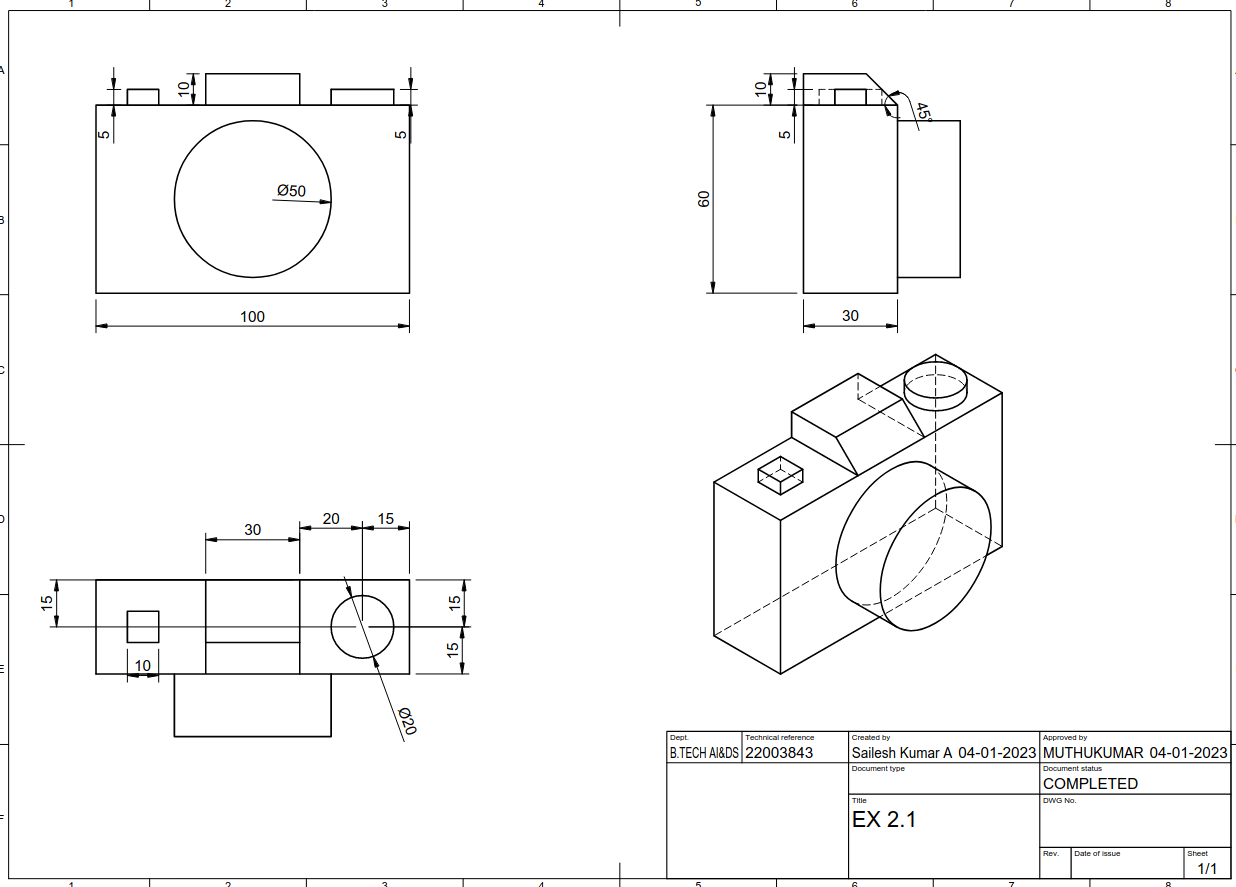 1 2 3 4 5 6 7 8
A
10
5
5
Ø50
100
10
5
45°
60
30
B
C
D
20 15
30
15
15
15
10
Ø20
E
F
Dept. Technical reference Created by Approved by
B.TECH AI&DS 22003843 Sailesh Kumar A 04-01-2023 MUTHUKUMAR 04-01-2023
Document type Document status
COMPLETED
Title DWG No.
EX 2.1
Rev. Date of issue Sheet
1/1
1 2 3 4 5 6 7 8